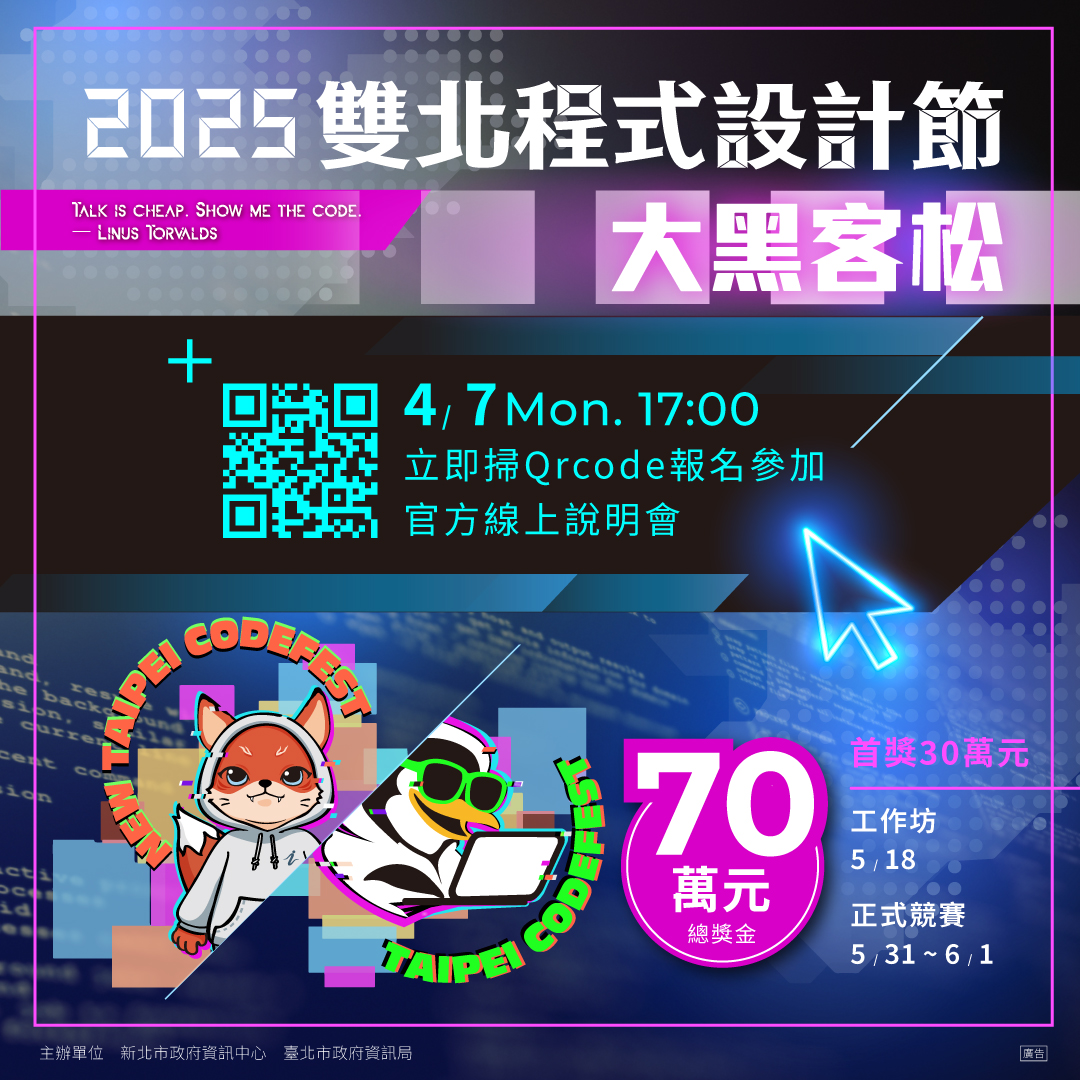 2025雙北程式設計節
大黑客松
Talk is cheap. Show me the code.
— Linus Torvalds
4/7 Mon. 17:00
立即掃Qrcode報名參加
官方線上說明會
NEW TAIPEI CODEFEST
TAIPEI CODEFEST
70
萬元
總獎金
首獎30萬元
工作坊
5/18
正式競賽
5/31~6/1
主辦單位 新北市政府資訊中心 臺北市政府資訊局
廣告